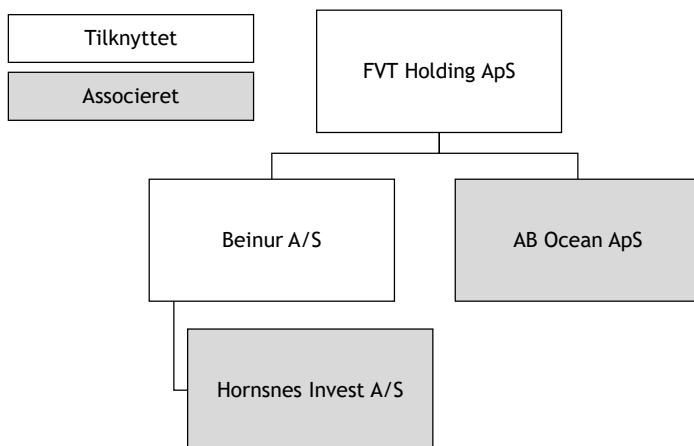 Tilknyttet
Associeret
FVT Holding ApS
Beinur A/S
AB Ocean ApS
Hornsnes Invest A/S